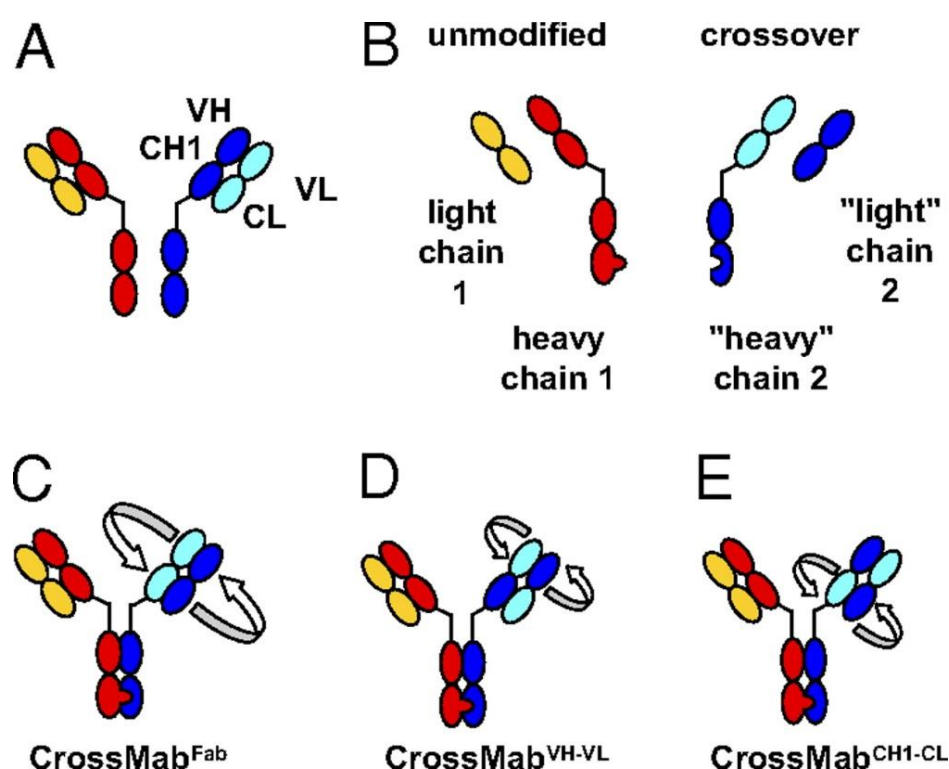 A
VH
CH1
VL
CL
B
unmodified
crossover
light
chain
1
heavy
chain 1
"heavy"
chain 2
"light"
chain
2
C
D
E
CrossMabFab
CrossMabVH-VL
CrossMabCH1-CL